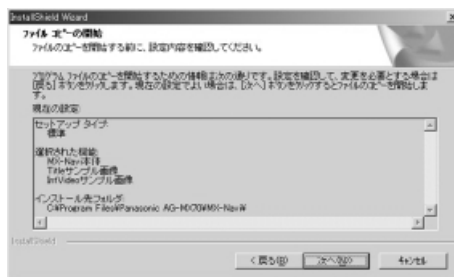 InstallShield Wizard
ファイル コピーの開始
ファイルのコピーを開始する前に、設定内容を確認してください。
プログラム ファイルのコピーを開始するための情報は次の通りです。設定を確認して、変更を必要とする場合は
[戻る] ボタンをクリックします。現在の設定でよい場合は、[次へ] ボタンをクリックするとファイルのコピーを開始しま
す。
現在の設定:
セットアップ タイプ:
標準
選択された機能:
MX-Navi本体
Titleサンプル画像
IntVideoサンプル画像
インストール先フォルダ:
C:¥Program Files¥Panasonic AG-MX70¥MX-Navi¥
InstallShield
< 戻る(B)
次へ(N) >
キャンセル